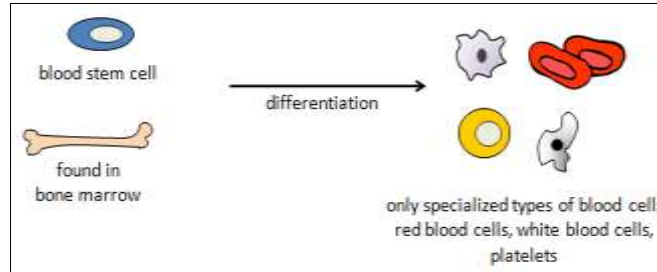 blood stem cell
differentiation
found in
bone marrow
only specialized types of blood cell
red blood cells, white blood cells,
platelets